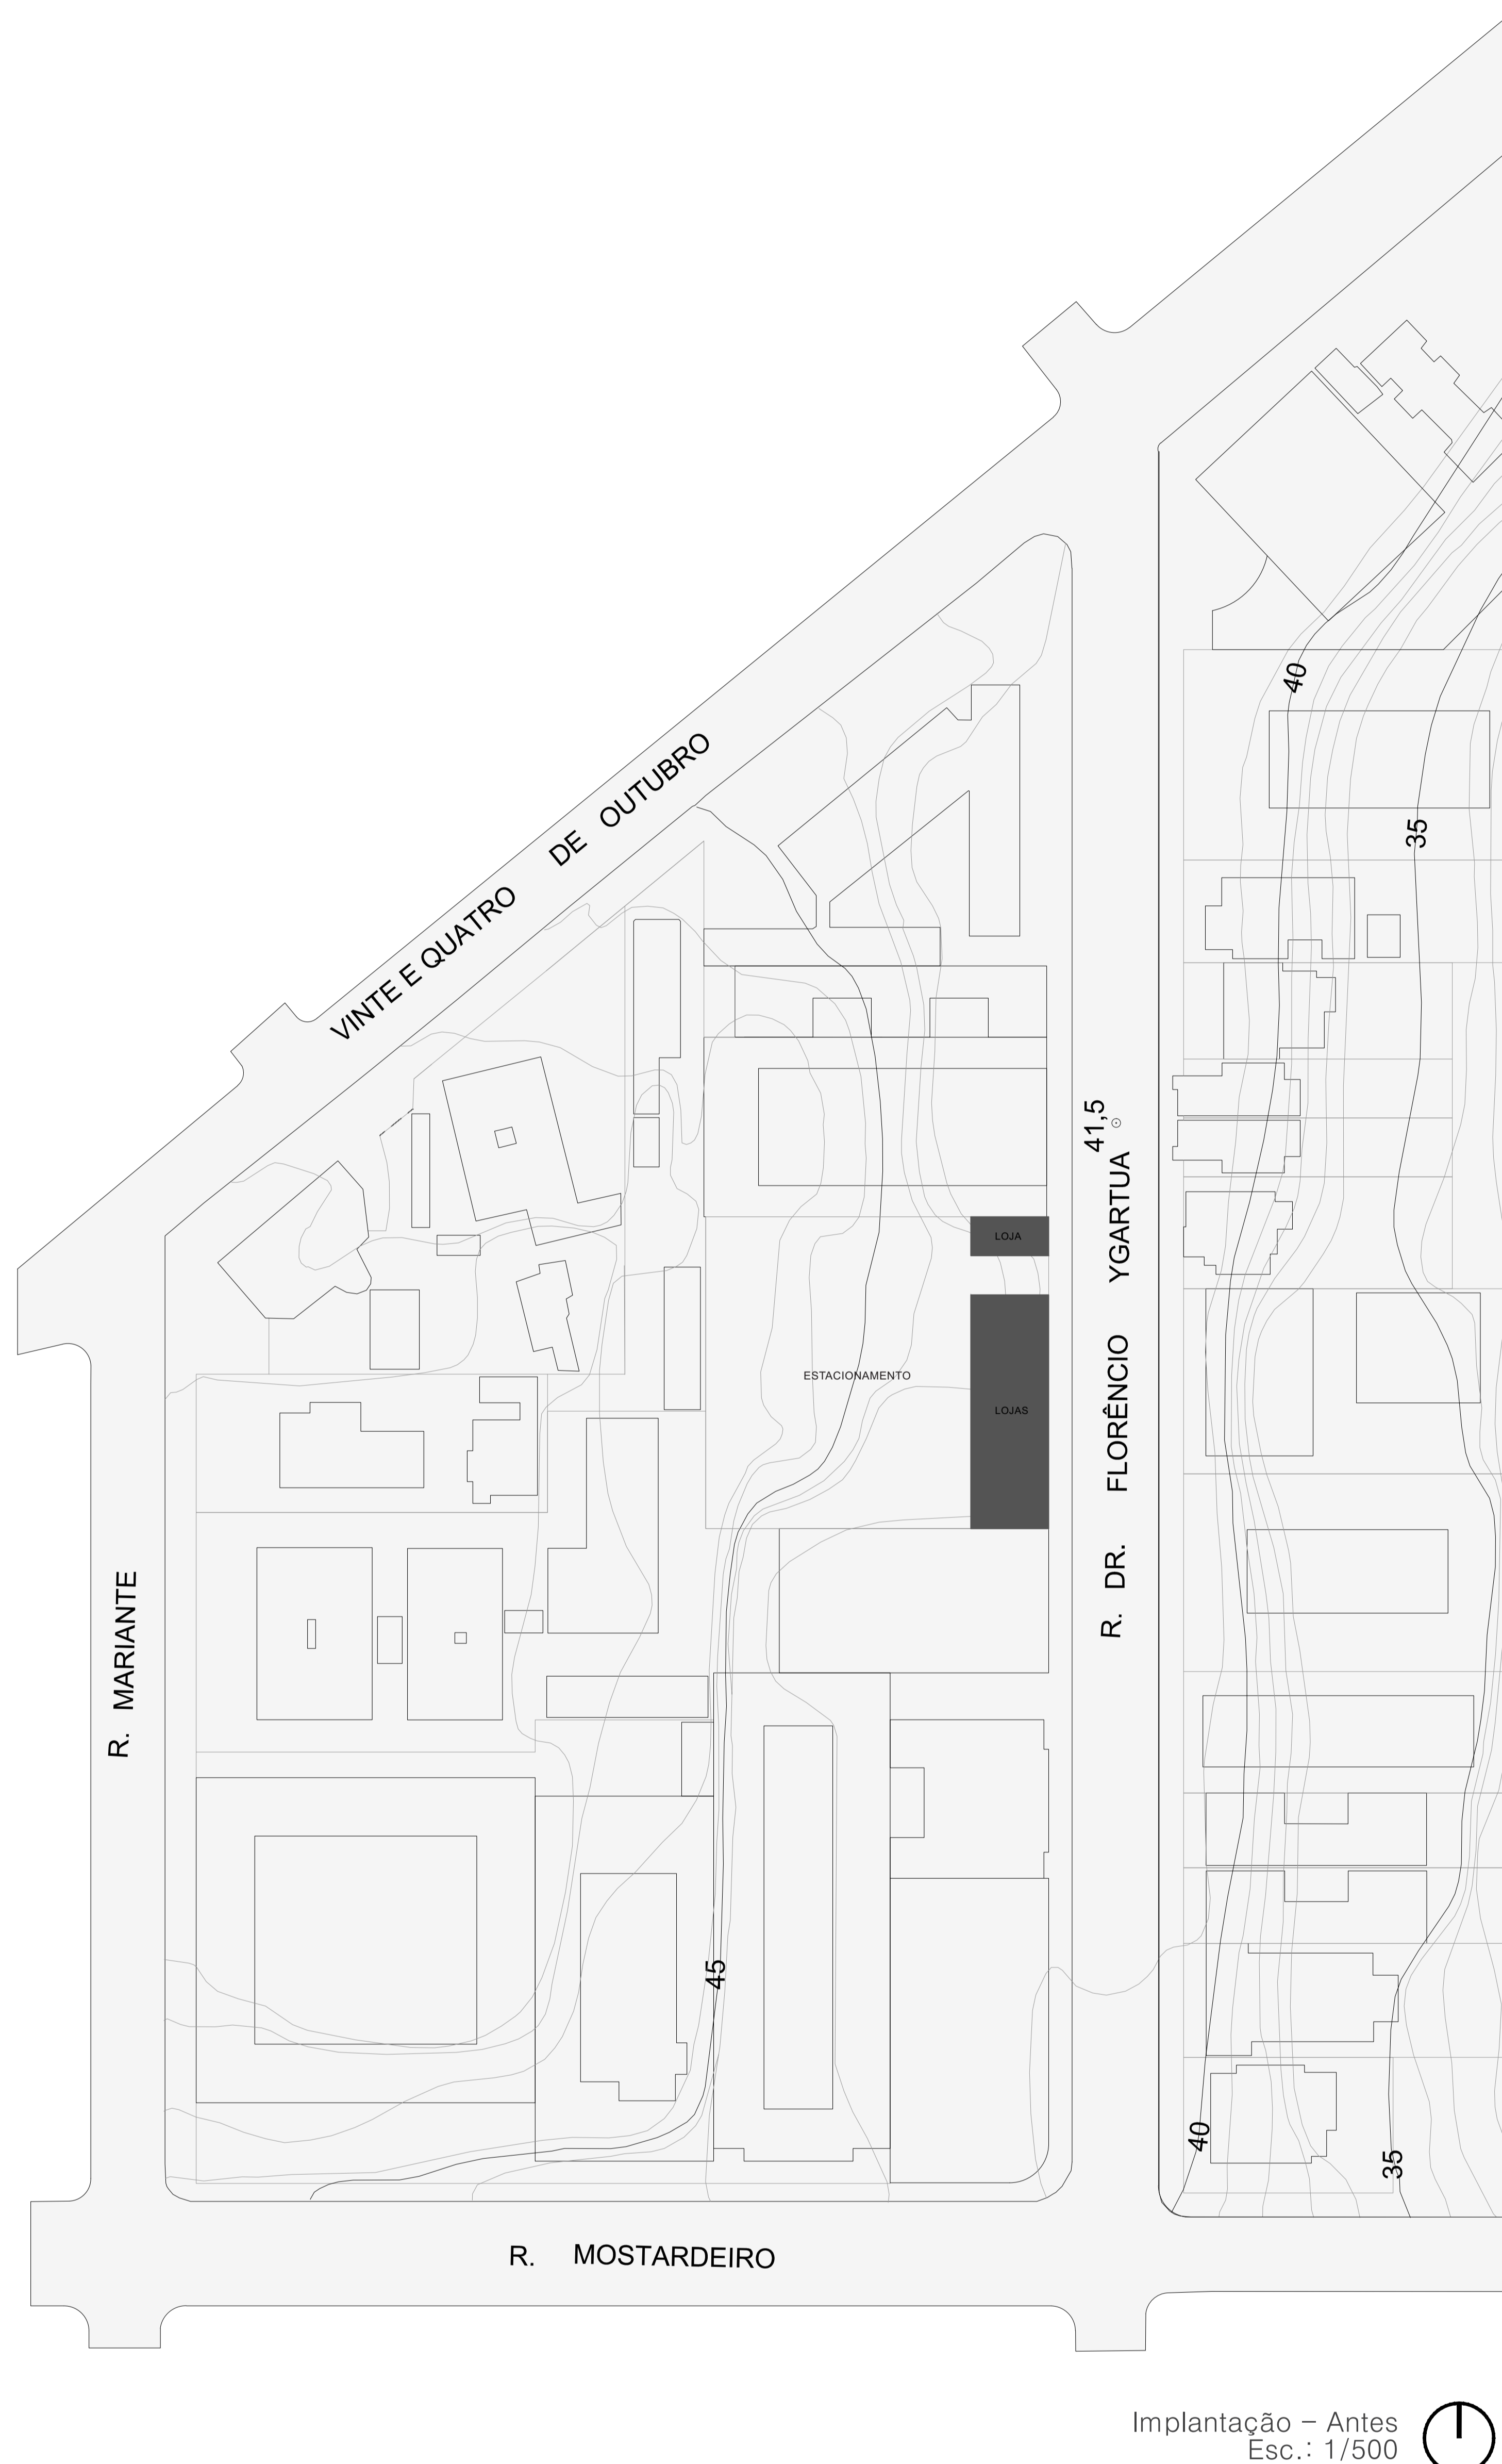 VINTE E QUATRO DE OUTUBRO
40
35
41,5
LOJA
ESTACIONAMENTO
LOJAS
R. DR. FLORÊNCIO YGARTUA
R. MARIANTE
45
40
35
R. MOSTARDEIRO
Implantação - Antes
Esc.: 1/500